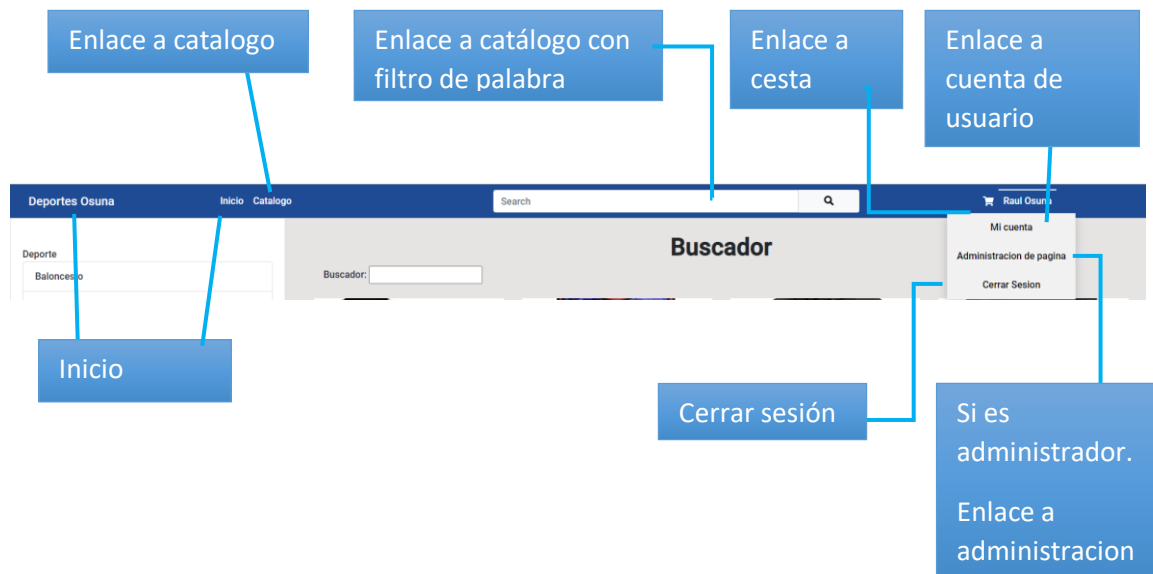 Enlace a catalogo
Enlace a catálogo con
filtro de palabra
Enlace a
cesta
Enlace a
cuenta de
usuario
Deportes Osuna
Inicio
Catalogo
Search
Raul Osuna
Mi cuenta
Administracion de pagina
Cerrar Sesion
Deporte
Baloncesto
Buscador
Buscador:
Inicio
Cerrar sesión
Si es
administrador.
Enlace a
administracion